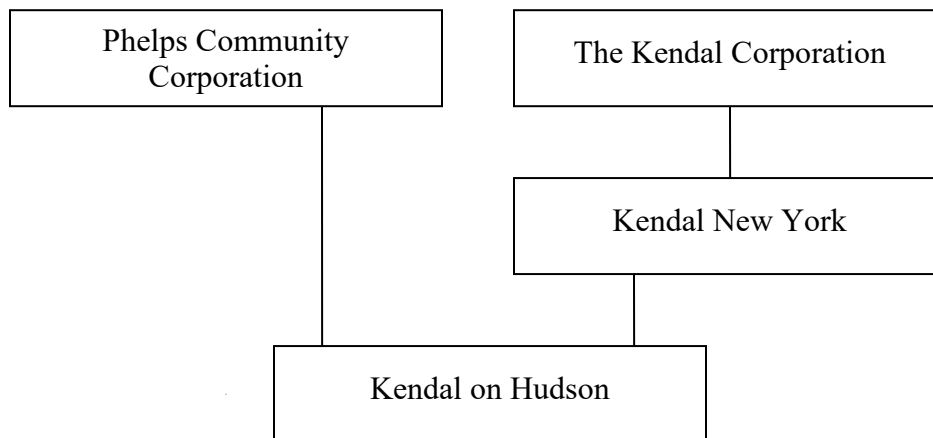 Phelps Community
Corporation
The Kendal Corporation
Kendal New York
Kendal on Hudson